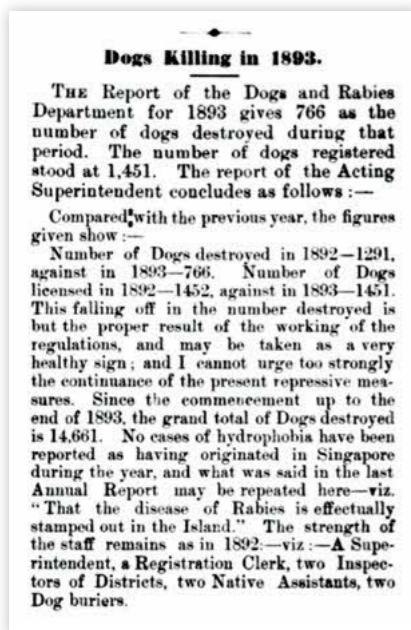 Dogs Killing in 1893.
THE Report of the Dogs and Rabies
Department for 1893 gives 766 as the
number of dogs destroyed during that
period. The number of dogs registered
stood at 1,451. The report of the Acting
Superintendent concludes as follows :—
Compared with the previous year, the figures
given show :—
Number of Dogs destroyed in 1892—1291,
against in 1893—766. Number of Dogs
licensed in 1892—1452, against in 1893—1451.
This falling off in the number destroyed is
but the proper result of the working of the
regulations, and may be taken as a very
healthy sign ; and I cannot urge too strongly
the continuance of the present repressive mea-
sures. Since the commencement up to the
end of 1893, the grand total of Dogs destroyed
is 14,661. No cases of hydrophobia have been
reported as having originated in Singapore
during the year, and what was said in the last
Annual Report may be repeated here—viz.
"That the disease of Rabies is effectually
stamped out in the Island." The strength of
the staff remains as in 1892:—viz :—A Supe-
rintendent, a Registration Clerk, two Inspec-
tors of Districts, two Native Assistants, two
Dog buriers.